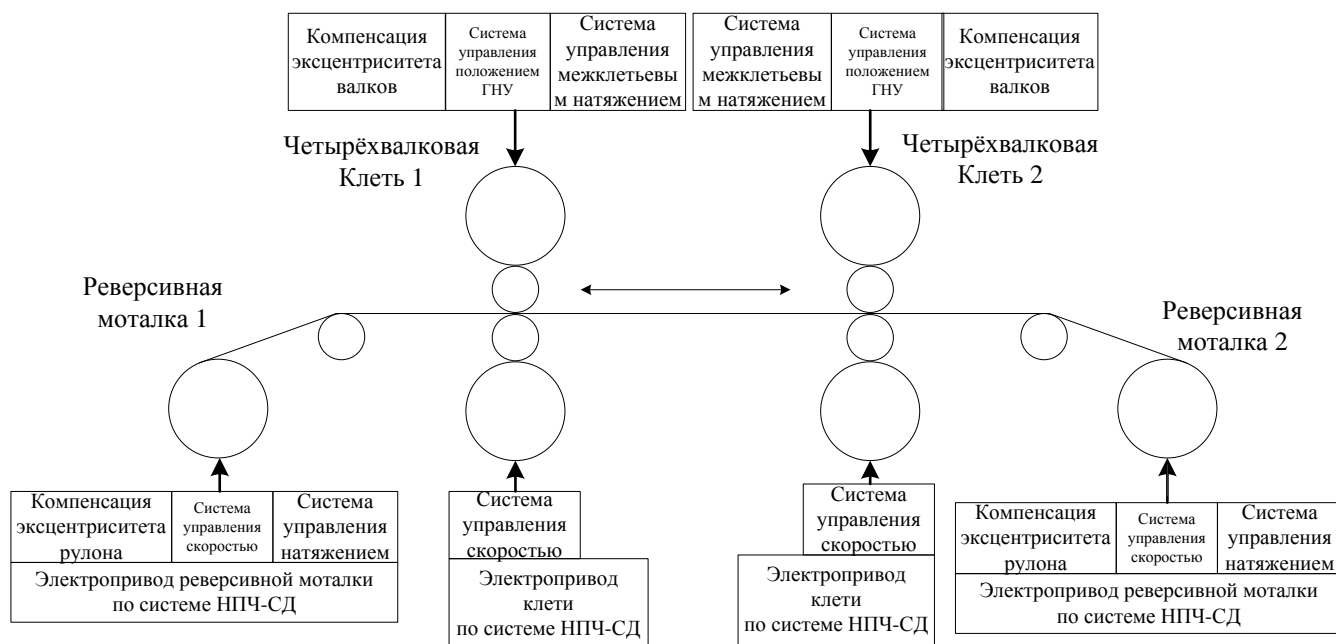 Компенсация
эксцентриситета
валков
Система
управления
положением
ГНУ
Система
управления
межклетьевы
м натяжением
Система
управления
межклетьевы
м натяжением
Система
управления
положением
ГНУ
Компенсация
эксцентриситета
валков
Четырёхвалковая
Клеть 1
Четырёхвалковая
Клеть 2
Реверсивная
моталка 1
Реверсивная
моталка 2
Компенсация
эксцентриситета
рулона
Система
управления
скоростью
Система
управления
натяжением
Электропривод реверсивной моталки
по системе НПЧ-СД
Система
управления
скоростью
Электропривод
клети
по системе НПЧ-СД
Система
управления
скоростью
Электропривод
клети
по системе НПЧ-СД
Компенсация
эксцентриситета
рулона
Система
управления
скоростью
Система
управления
натяжением
Электропривод реверсивной моталки
по системе НПЧ-СД